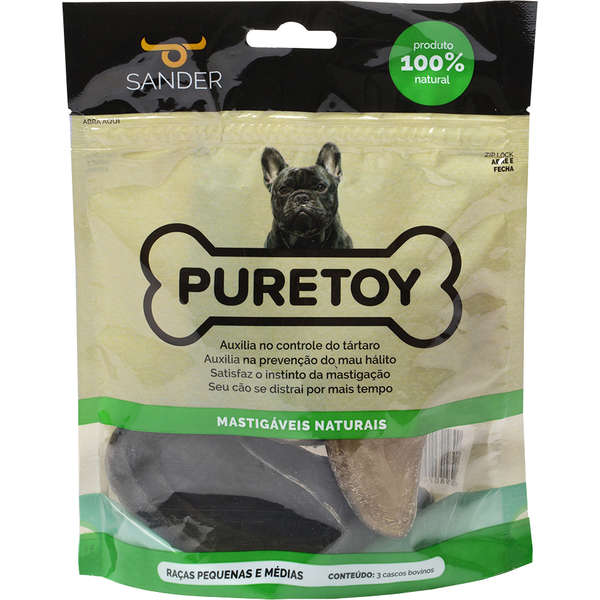 SANDER
produto
100%
natural
ABRA AQUI
ZIP LOCK
ABRE E
FECHA
PURETOY
Auxilia no controle do tártaro
Auxilia na prevenção do mau hálito
Satisfaz o instinto da mastigação
Seu cão se distrai por mais tempo
MASTIGÁVEIS NATURAIS
RAÇAS PEQUENAS E MÉDIAS
CONTEÚDO: 3 cascos bovinos